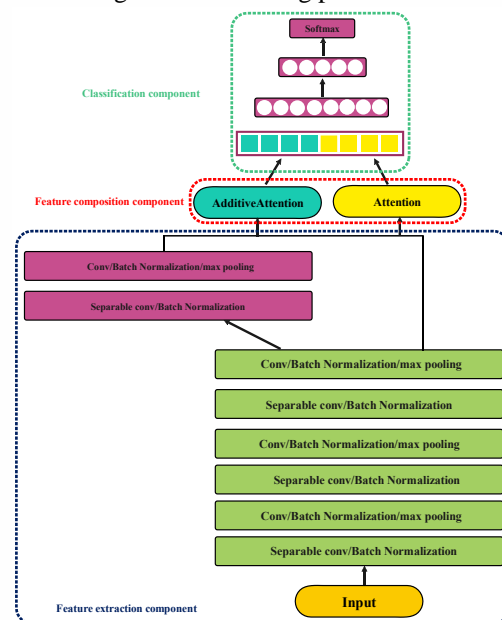 Softmax
Classification component
Feature composition component
AdditiveAttention
Attention
Conv/Batch Normalization/max pooling
Separable conv/Batch Normalization
Conv/Batch Normalization/max pooling
Separable conv/Batch Normalization
Conv/Batch Normalization/max pooling
Separable conv/Batch Normalization
Conv/Batch Normalization/max pooling
Separable conv/Batch Normalization
Input
Feature extraction component